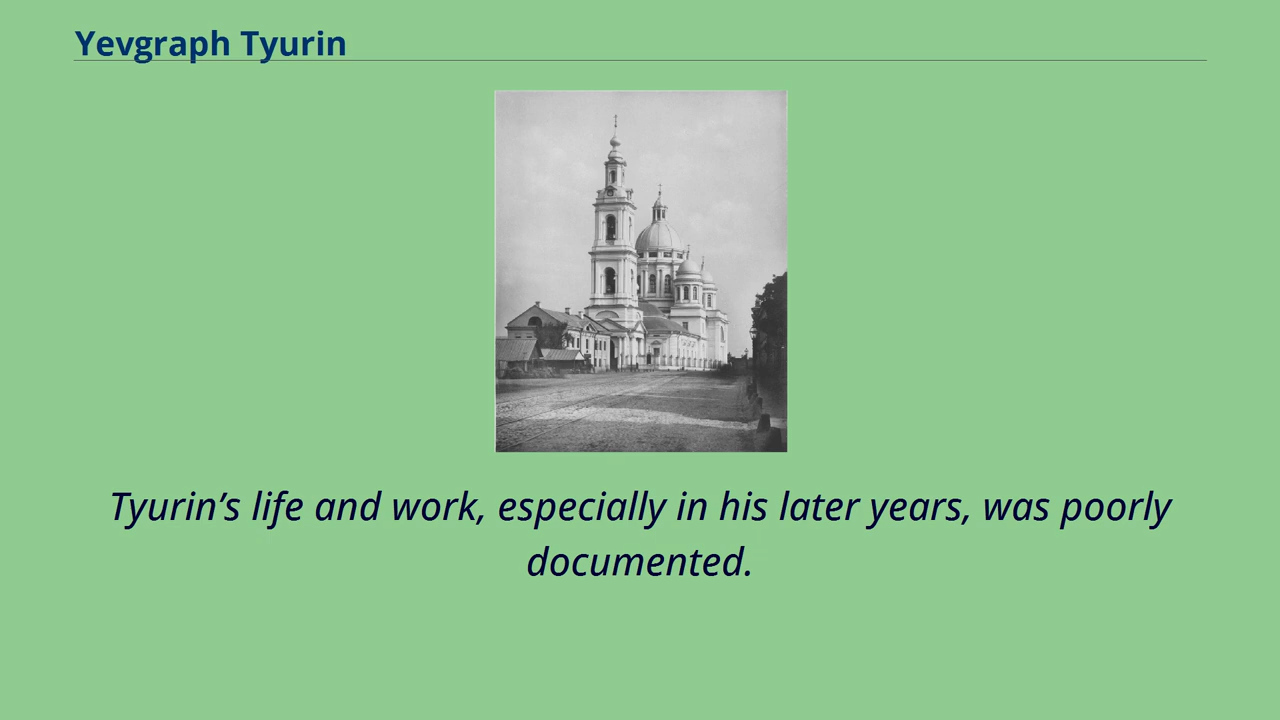 Yevgraph Tyurin
Tyurin’s life and work, especially in his later years, was poorly
documented.